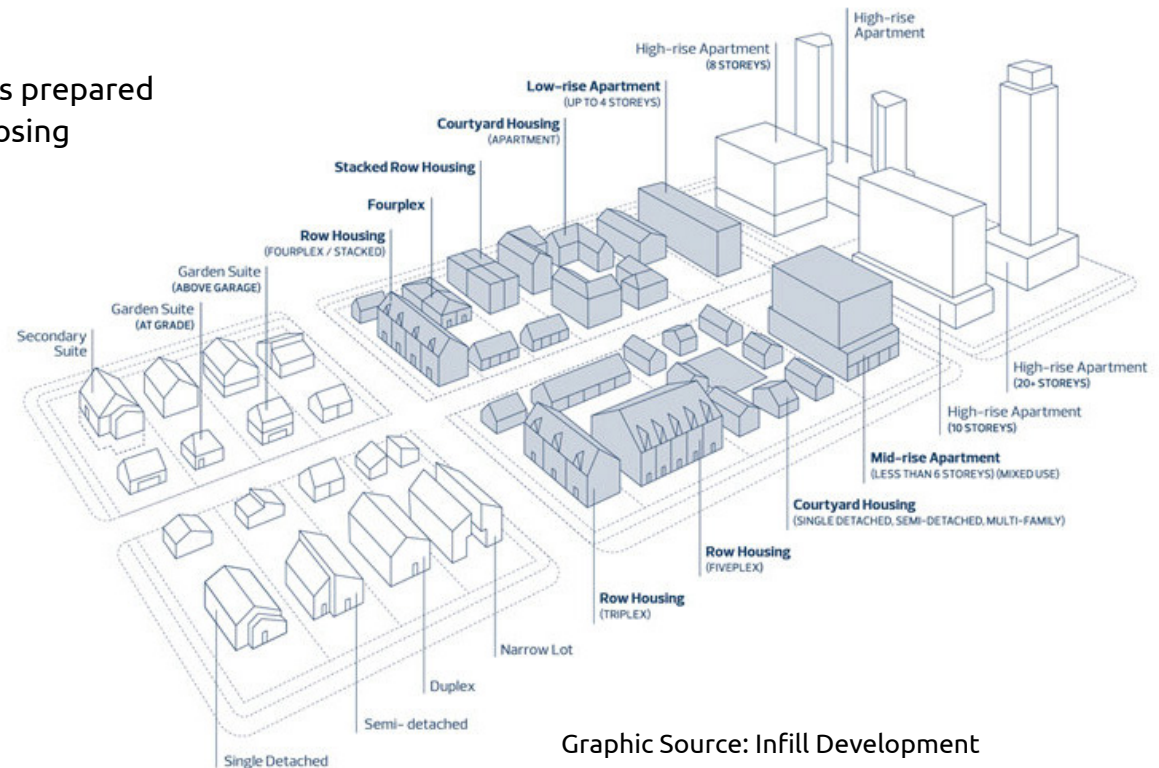 s prepared
osing
High-rise
Apartment
High-rise Apartment
(8 STOREYS)
Low-rise Apartment
(UP TO 4 STOREYS)
Courtyard Housing
(APARTMENT)
Stacked Row Housing
Fourplex
Row Housing
(FOURPLEX / STACKED)
Garden Suite
(ABOVE GARAGE)
Garden Suite
(AT GRADE)
Secondary
Suite
High-rise Apartment
(20+ STOREYS)
High-rise Apartment
(10 STOREYS)
Mid-rise Apartment
(LESS THAN 6 STOREYS) (MIXED USE)
Courtyard Housing
(SINGLE DETACHED, SEMI-DETACHED, MULTI-FAMILY)
Row Housing
(FIVEPLEX)
Row Housing
(TRIPLEX)
Narrow Lot
Duplex
Semi- detached
Single Detached
Graphic Source: Infill Development